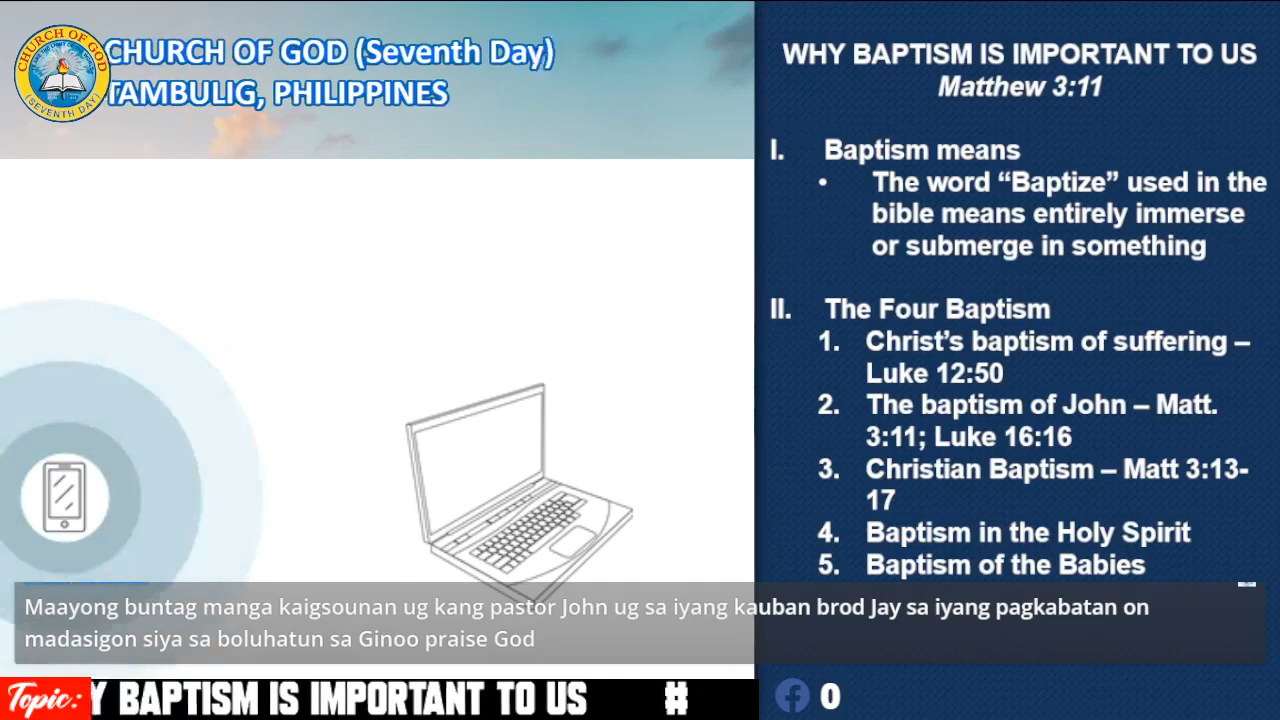 CHURCH OF GOD (Seventh Day)
TAMBULIG, PHILIPPINES
CHURCH OF GOD
(SEVENTH DAY)
WHY BAPTISM IS IMPORTANT TO US
Matthew 3:11
I. Baptism means
• The word “Baptize” used in the
bible means entirely immerse
or submerge in something
II. The Four Baptism
1. Christ’s baptism of suffering –
Luke 12:50
2. The baptism of John – Matt.
3:11; Luke 16:16
3. Christian Baptism – Matt 3:13-
17
4. Baptism in the Holy Spirit
5. Baptism of the Babies
Maayong buntag manga kaigsounan ug kang pastor John ug sa iyang kauban brod Jay sa iyang pagkabatan on
madasigon siya sa boluhatun sa Ginoo praise God
Topic: Y BAPTISM IS IMPORTANT TO US #
0